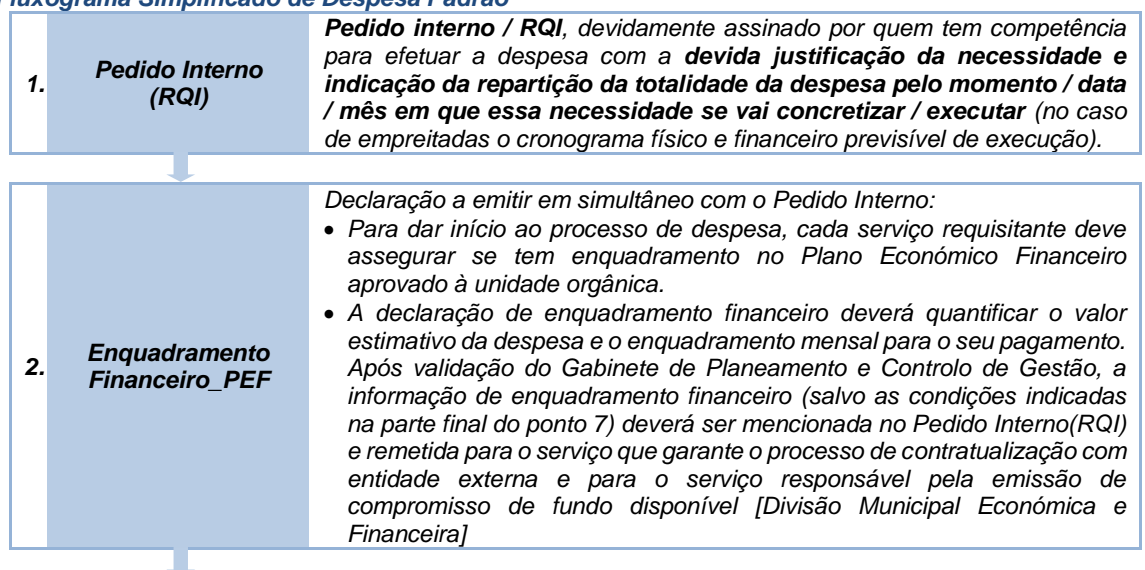 Fluxograma Simplificado de Despesa Padrão
1.
Pedido Interno
(RQI)
Pedido interno / RQI, devidamente assinado por quem tem competência
para efetuar a despesa com a devida justificação da necessidade e
indicação da repartição da totalidade da despesa pelo momento / data
/ mês em que essa necessidade se vai concretizar / executar (no caso
de empreitadas o cronograma físico e financeiro previsível de execução).
2.
Enquadramento
Financeiro_PEF
Declaração a emitir em simultâneo com o Pedido Interno:
• Para dar início ao processo de despesa, cada serviço requisitante deve
assegurar se tem enquadramento no Plano Económico Financeiro
aprovado à unidade orgânica.
• A declaração de enquadramento financeiro deverá quantificar o valor
estimativo da despesa e o enquadramento mensal para o seu pagamento.
Após validação do Gabinete de Planeamento e Controlo de Gestão, a
informação de enquadramento financeiro (salvo as condições indicadas
na parte final do ponto 7) deverá ser mencionada no Pedido Interno(RQI)
e remetida para o serviço que garante o processo de contratualização com
entidade externa e para o serviço responsável pela emissão de
compromisso de fundo disponível [Divisão Municipal Económica e
Financeira]